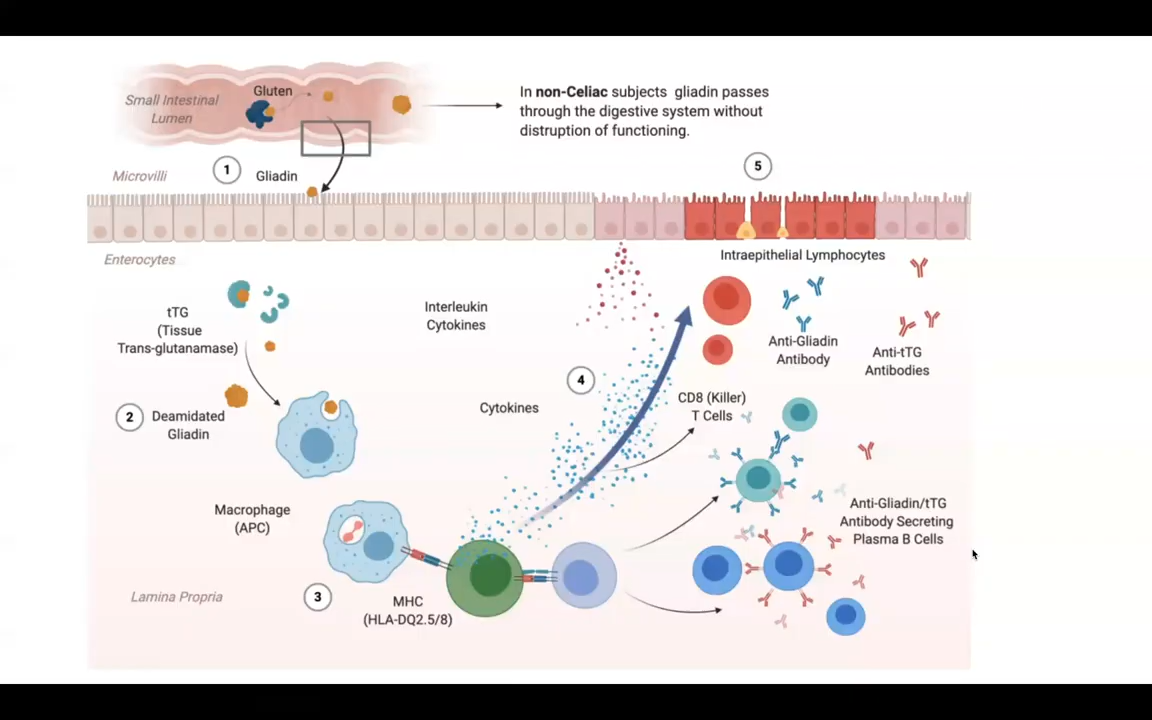 Small Intestinal
Lumen
Gluten
In non-Celiac subjects gliadin passes
through the digestive system without
distruption of functioning.
1
Gliadin
5
Microvilli
Enterocytes
Intraepithelial Lymphocytes
tTG
(Tissue
Trans-glutanamase)
Interleukin
Cytokines
Anti-Gliadin
Antibody
Anti-tTG
Antibodies
4
2
Deamidated
Gliadin
Cytokines
CD8 (Killer)
T Cells
Macrophage
(APC)
Anti-Gliadin/tTG
Antibody Secreting
Plasma B Cells
Lamina Propria
3
MHC
(HLA-DQ2.5/8)